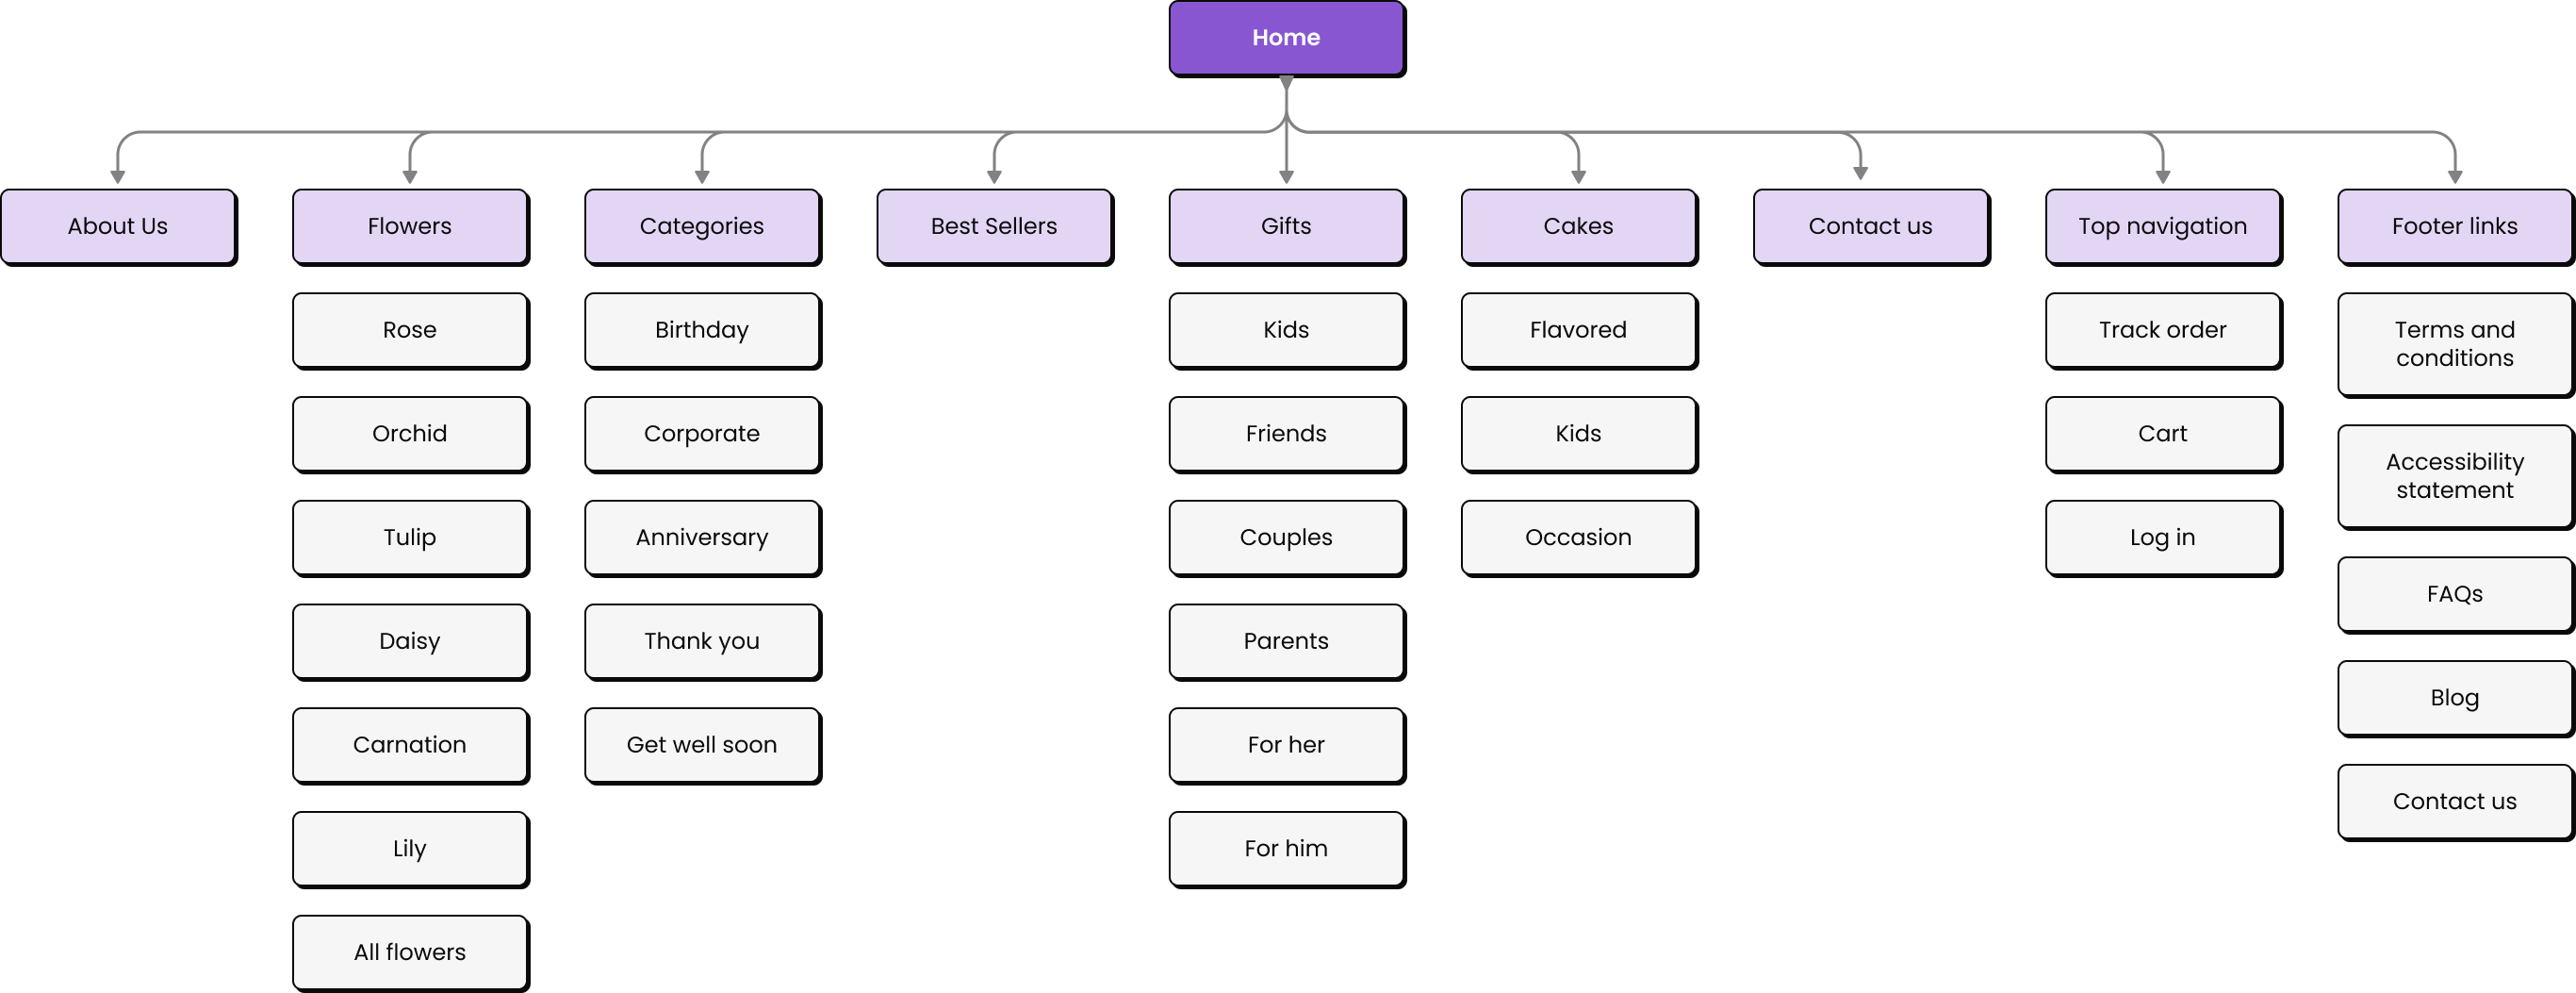 Home
About Us
Flowers
Categories
Best Sellers
Gifts
Cakes
Contact us
Top navigation
Footer links
Rose
Orchid
Tulip
Daisy
Carnation
Lily
All flowers
Birthday
Corporate
Anniversary
Thank you
Get well soon
Kids
Friends
Couples
Parents
For her
For him
Flavored
Kids
Occasion
Track order
Cart
Log in
Terms and
conditions
Accessibility
statement
FAQs
Blog
Contact us